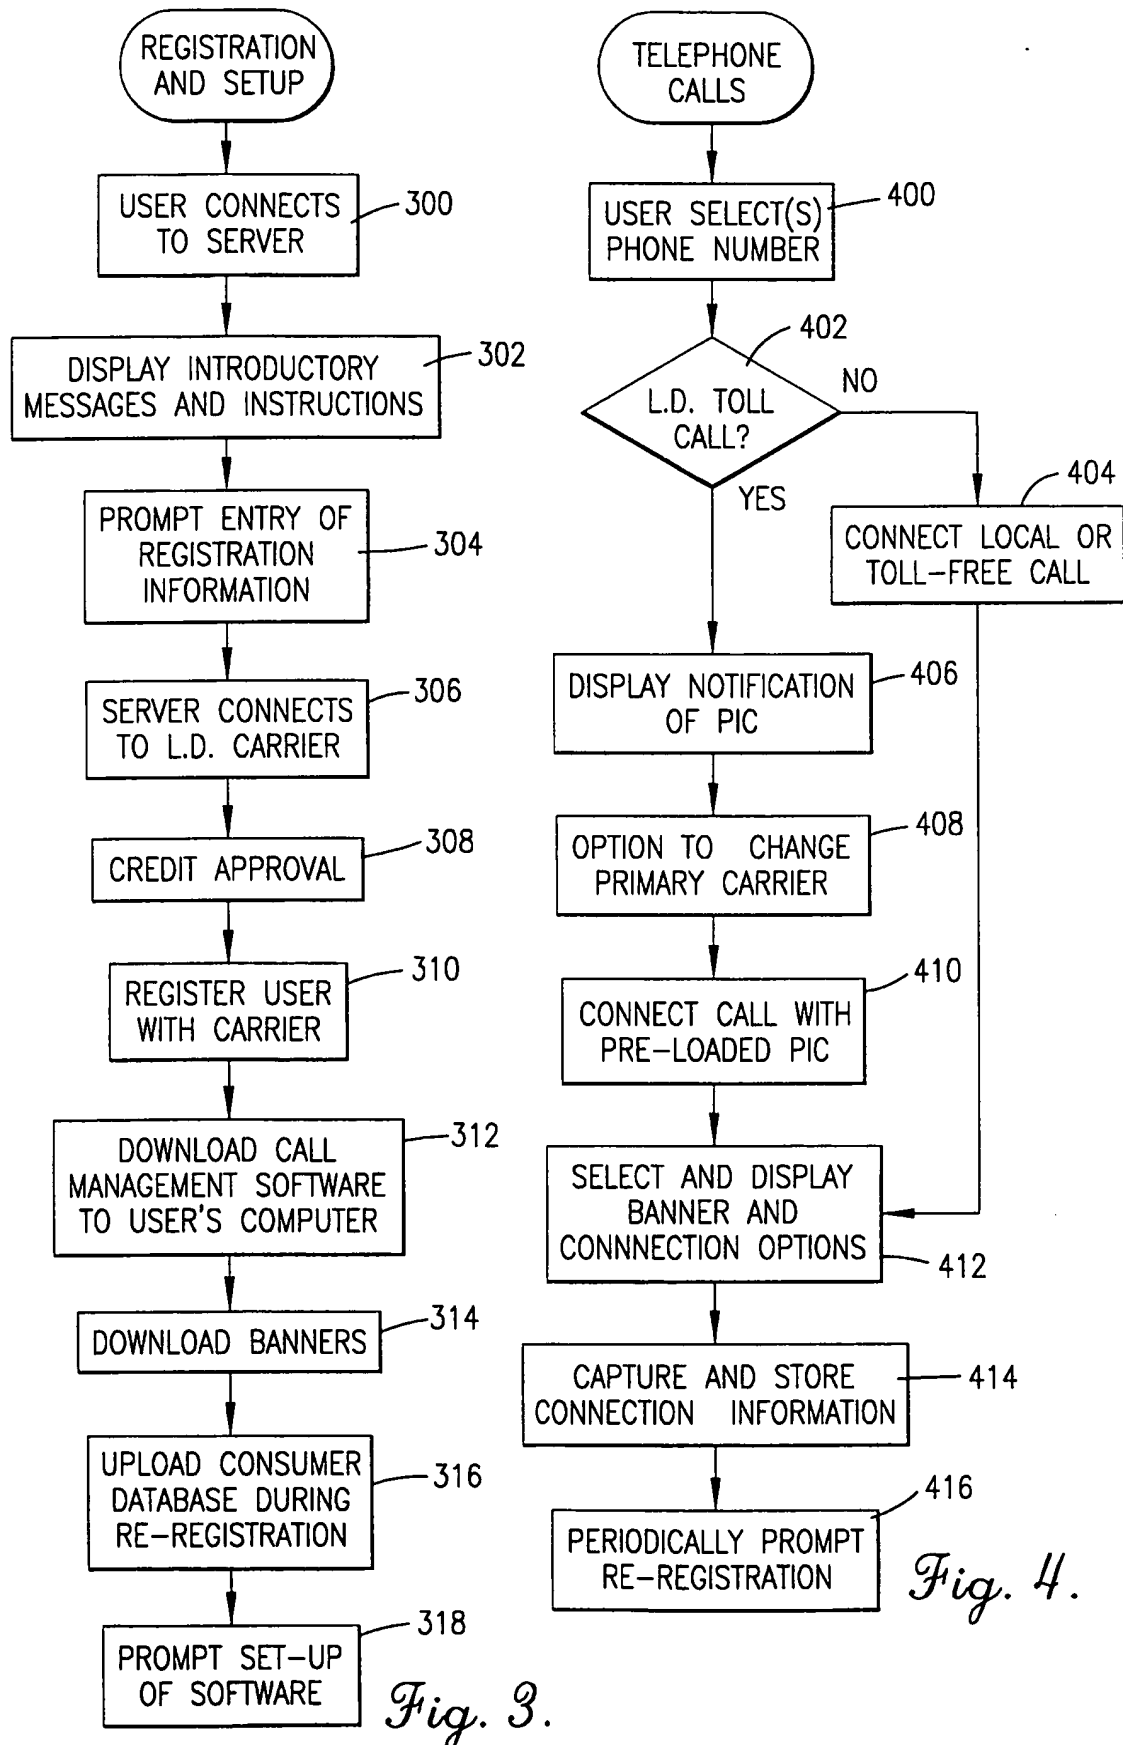 REGISTRATION
AND SETUP
USER CONNECTS
TO SERVER
300
DISPLAY INTRODUCTORY
MESSAGES AND INSTRUCTIONS
302
PROMPT ENTRY OF
REGISTRATION
INFORMATION
304
SERVER CONNECTS
TO L.D. CARRIER
306
CREDIT APPROVAL
308
REGISTER USER
WITH CARRIER
310
DOWNLOAD CALL
MANAGEMENT SOFTWARE
TO USER'S COMPUTER
312
DOWNLOAD BANNERS
314
UPLOAD CONSUMER
DATABASE DURING
RE-REGISTRATION
316
PROMPT SET-UP
OF SOFTWARE
318
Fig. 3.
TELEPHONE
CALLS
USER SELECT(S)
PHONE NUMBER
400
L.D. TOLL
CALL?
402
NO
YES
CONNECT LOCAL OR
TOLL-FREE CALL
404
DISPLAY NOTIFICATION
OF PIC
406
OPTION TO CHANGE
PRIMARY CARRIER
408
CONNECT CALL WITH
PRE-LOADED PIC
410
SELECT AND DISPLAY
BANNER AND
CONNNECTION OPTIONS
412
CAPTURE AND STORE
CONNECTION INFORMATION
414
PERIODICALLY PROMPT
RE-REGISTRATION
416
Fig. 4.